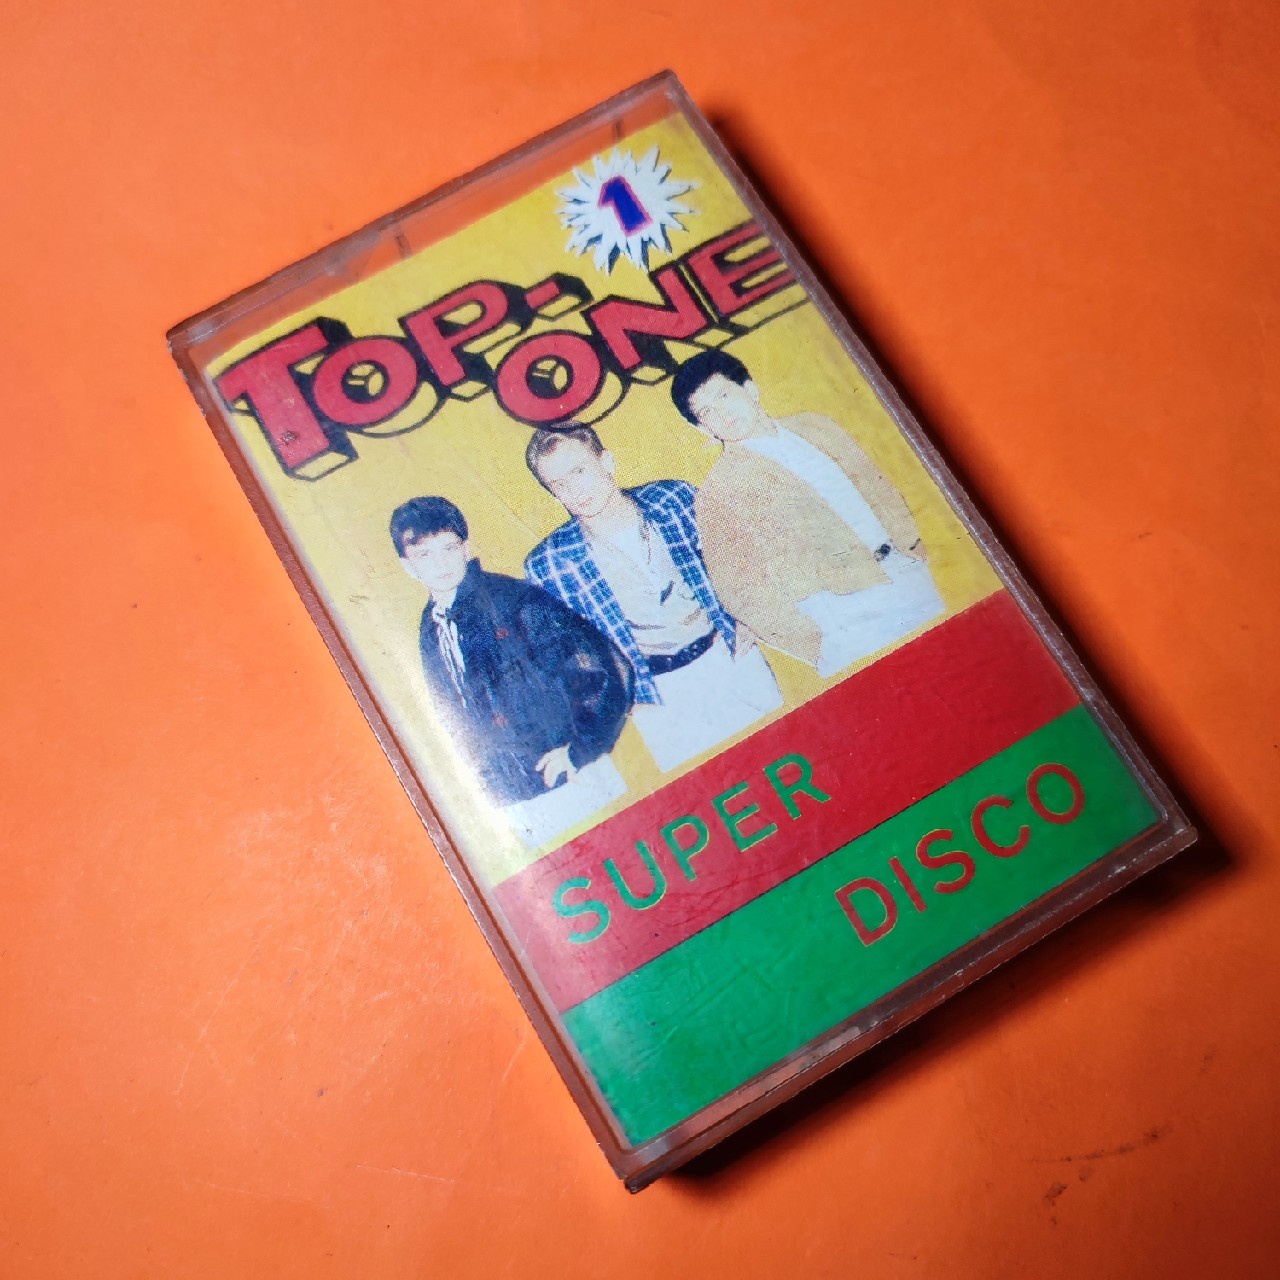 1
TOP-
ONE
SUPER
DISCO